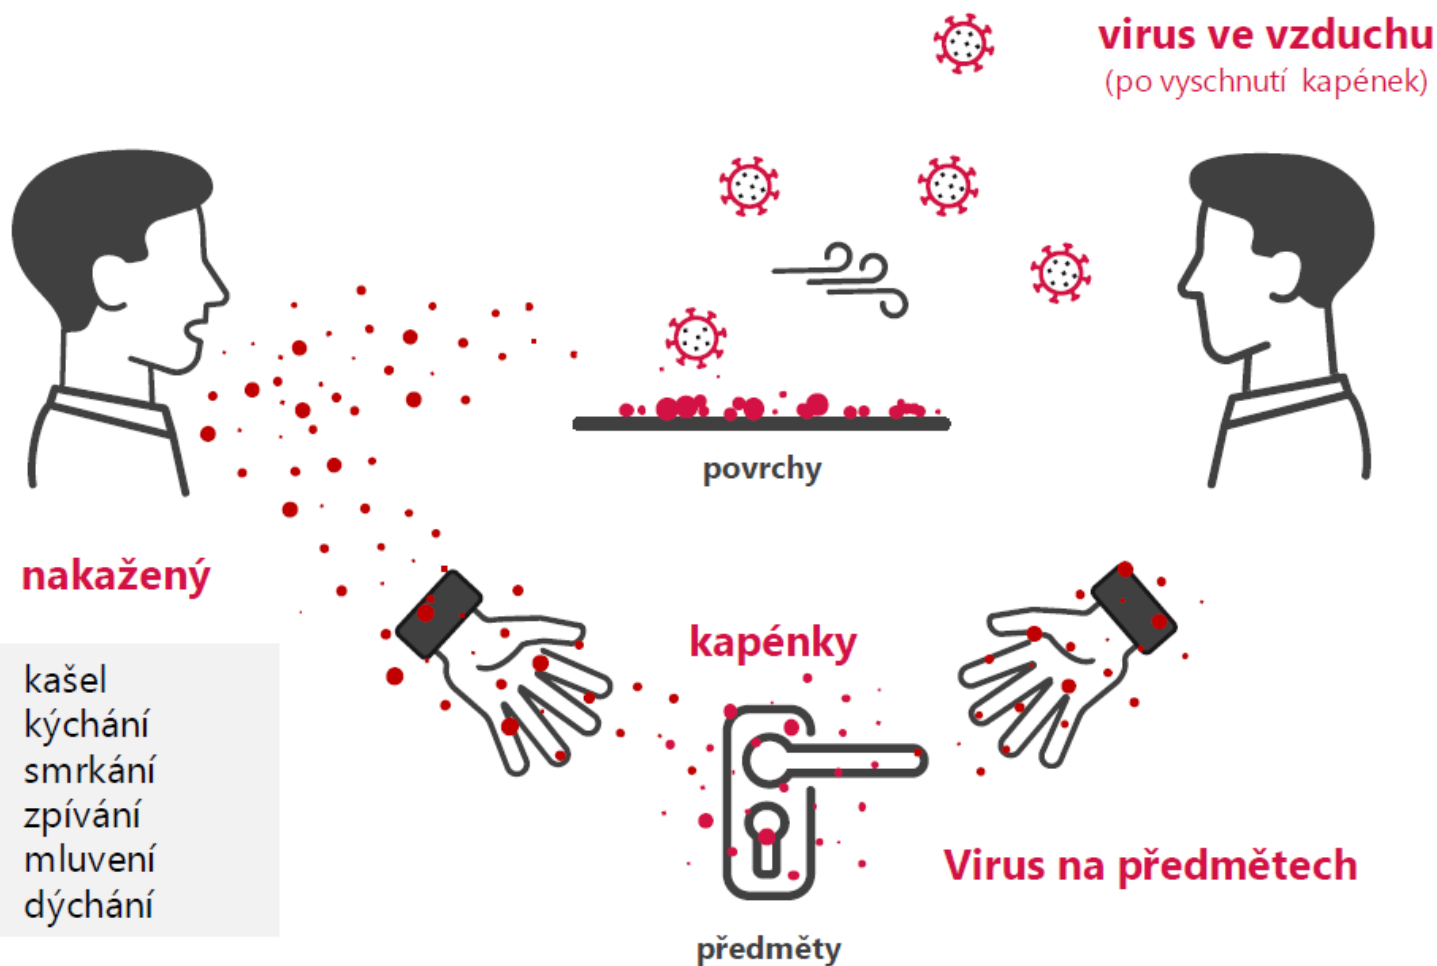 virus ve vzduchu
(po vyschnutí kapének)
povrchy
nakažený
kašel
kýchání
smrkání
zpívání
mluvení
dýchání
kapénky
Virus na předmětech
předměty